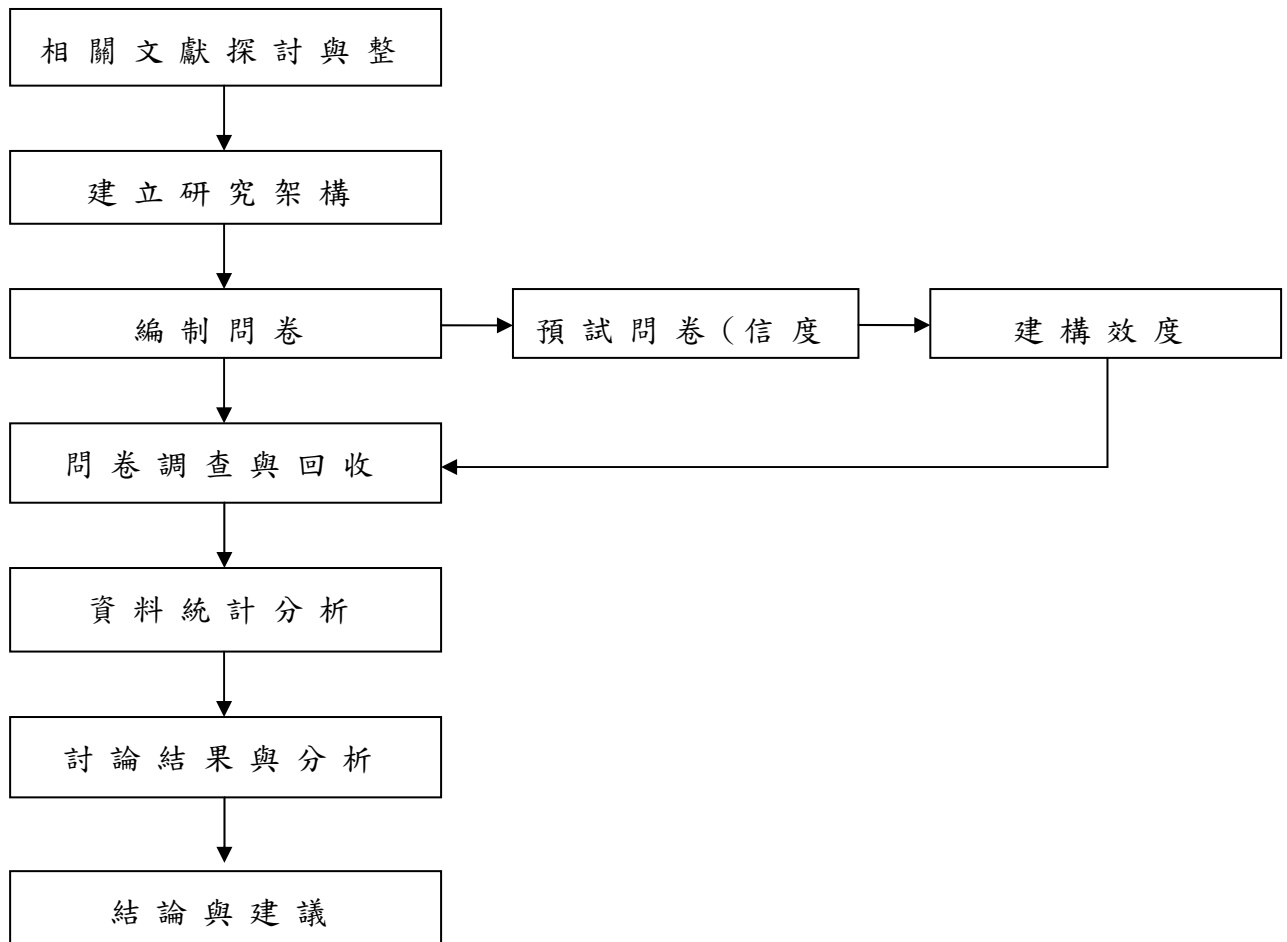 相關文獻探討與整
建立研究架構
編制問卷
預試問卷(信度
建構效度
問卷調查與回收
資料統計分析
討論結果與分析
結論與建議